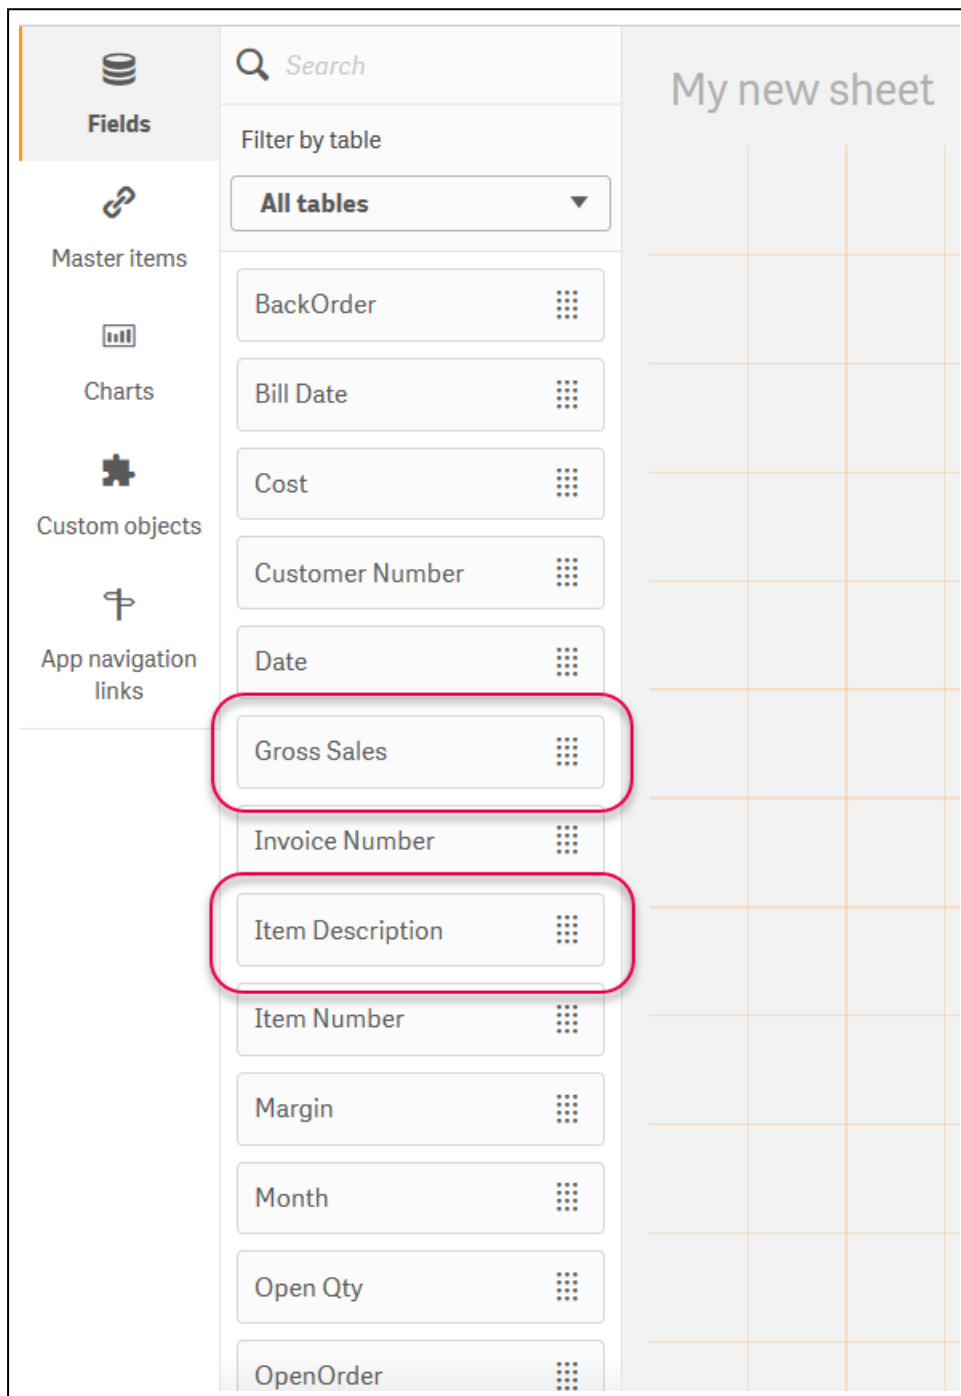 Fields
Master items
Charts
Custom objects
App navigation
links
Search
Filter by table
All tables
BackOrder
Bill Date
Cost
Customer Number
Date
Gross Sales
Invoice Number
Item Description
Item Number
Margin
Month
Open Qty
OpenOrder
My new sheet